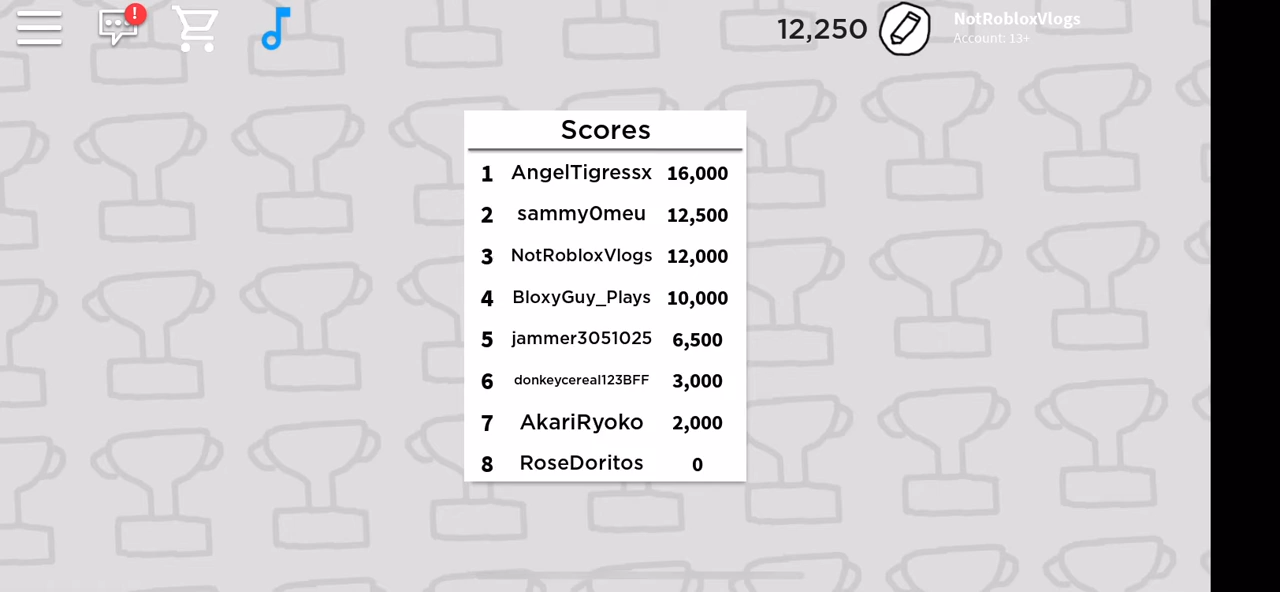 !
12,250
NotRobloxVlogs
Account: 13+
Scores
1 AngelTigressx 16,000
2 sammy0meu 12,500
3 NotRobloxVlogs 12,000
4 BloxyGuy_Plays 10,000
5 jammer3051025 6,500
6 donkeycereal123BFF 3,000
7 AkariRyoko 2,000
8 RoseDoritos 0